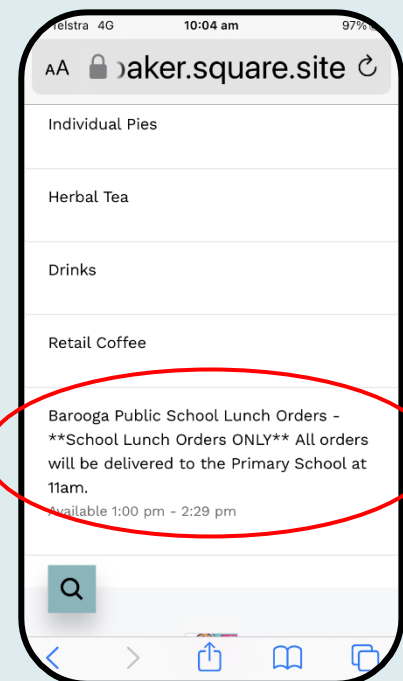 Telstra 4G 10:04 am 97%
AA aker.square.site
Individual Pies
Herbal Tea
Drinks
Retail Coffee
Barooga Public School Lunch Orders -
**School Lunch Orders ONLY** All orders
will be delivered to the Primary School at
11am.
Available 1:00 pm - 2:29 pm